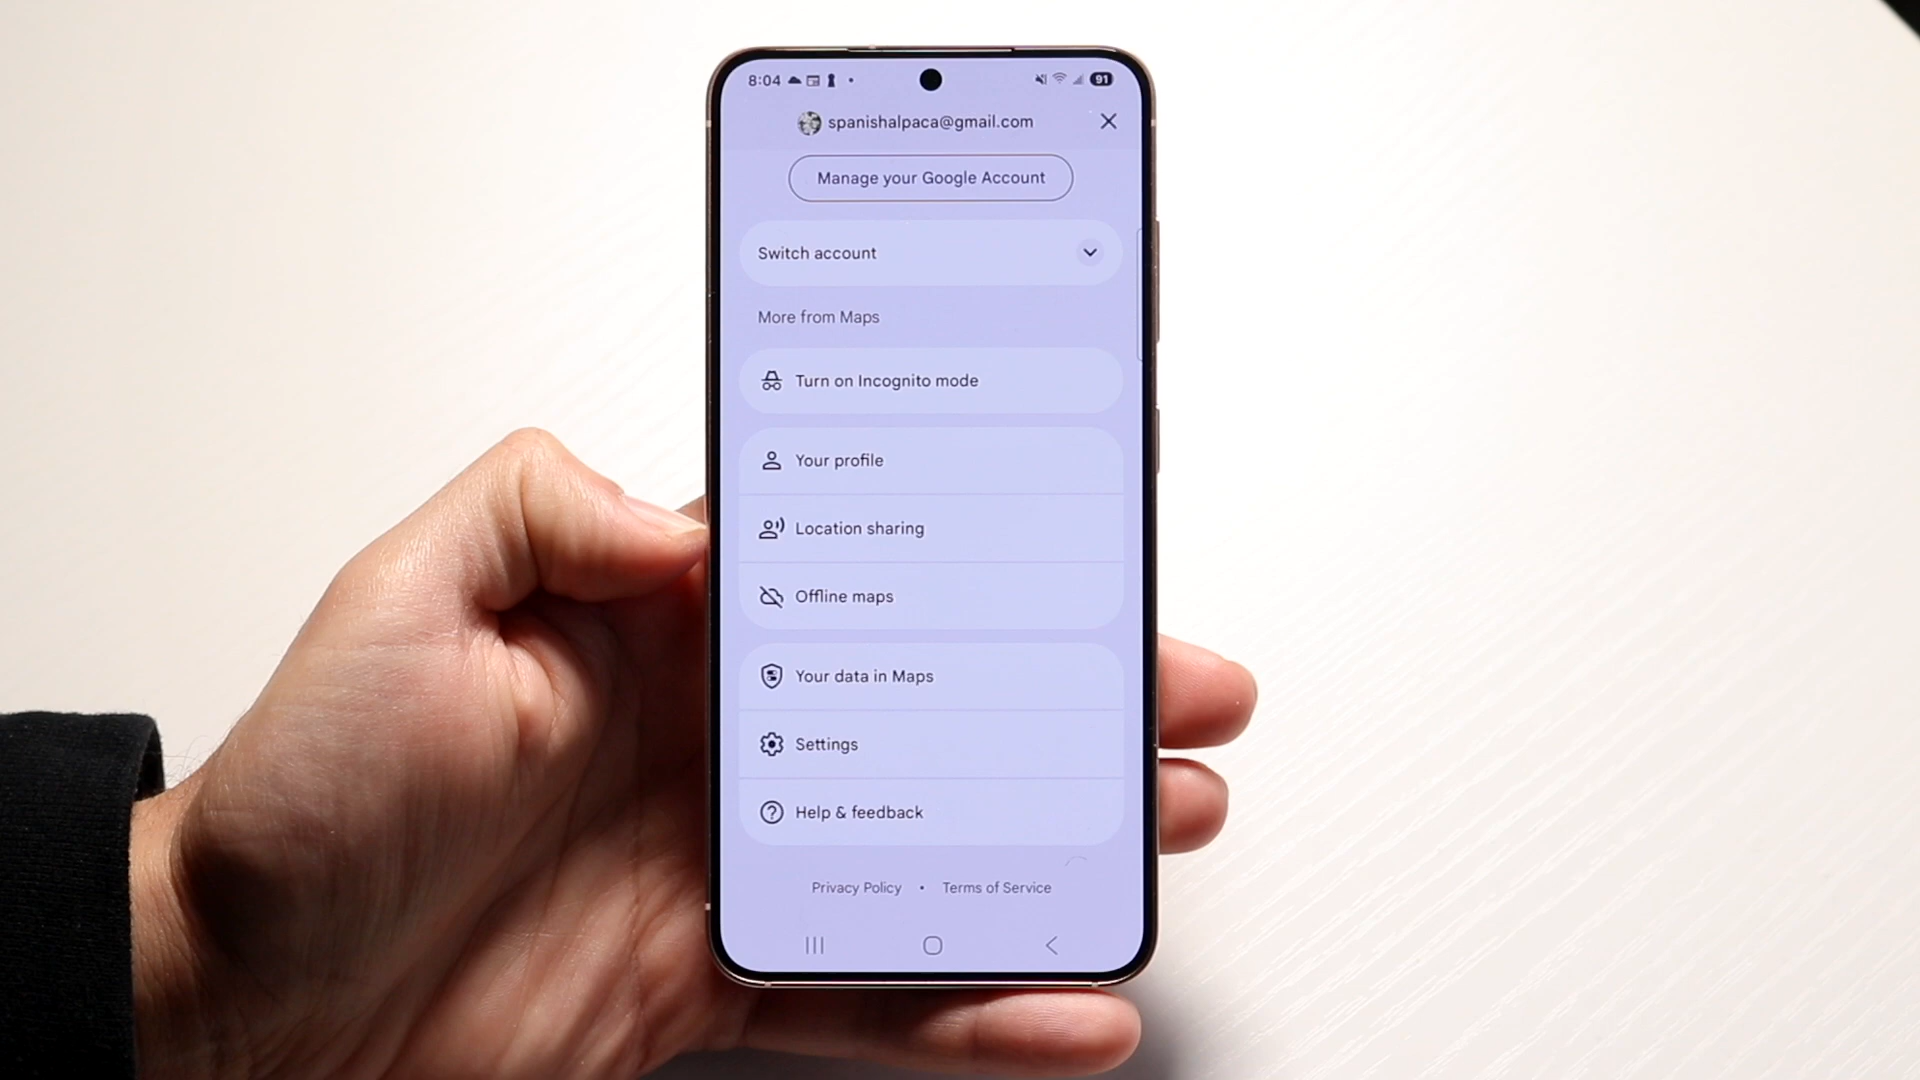 8:04 91
spanishalpaca@gmail.com
Manage your Google Account
Switch account
More from Maps
Turn on Incognito mode
Your profile
Location sharing
Offline maps
Your data in Maps
Settings
Help & feedback
Privacy Policy • Terms of Service